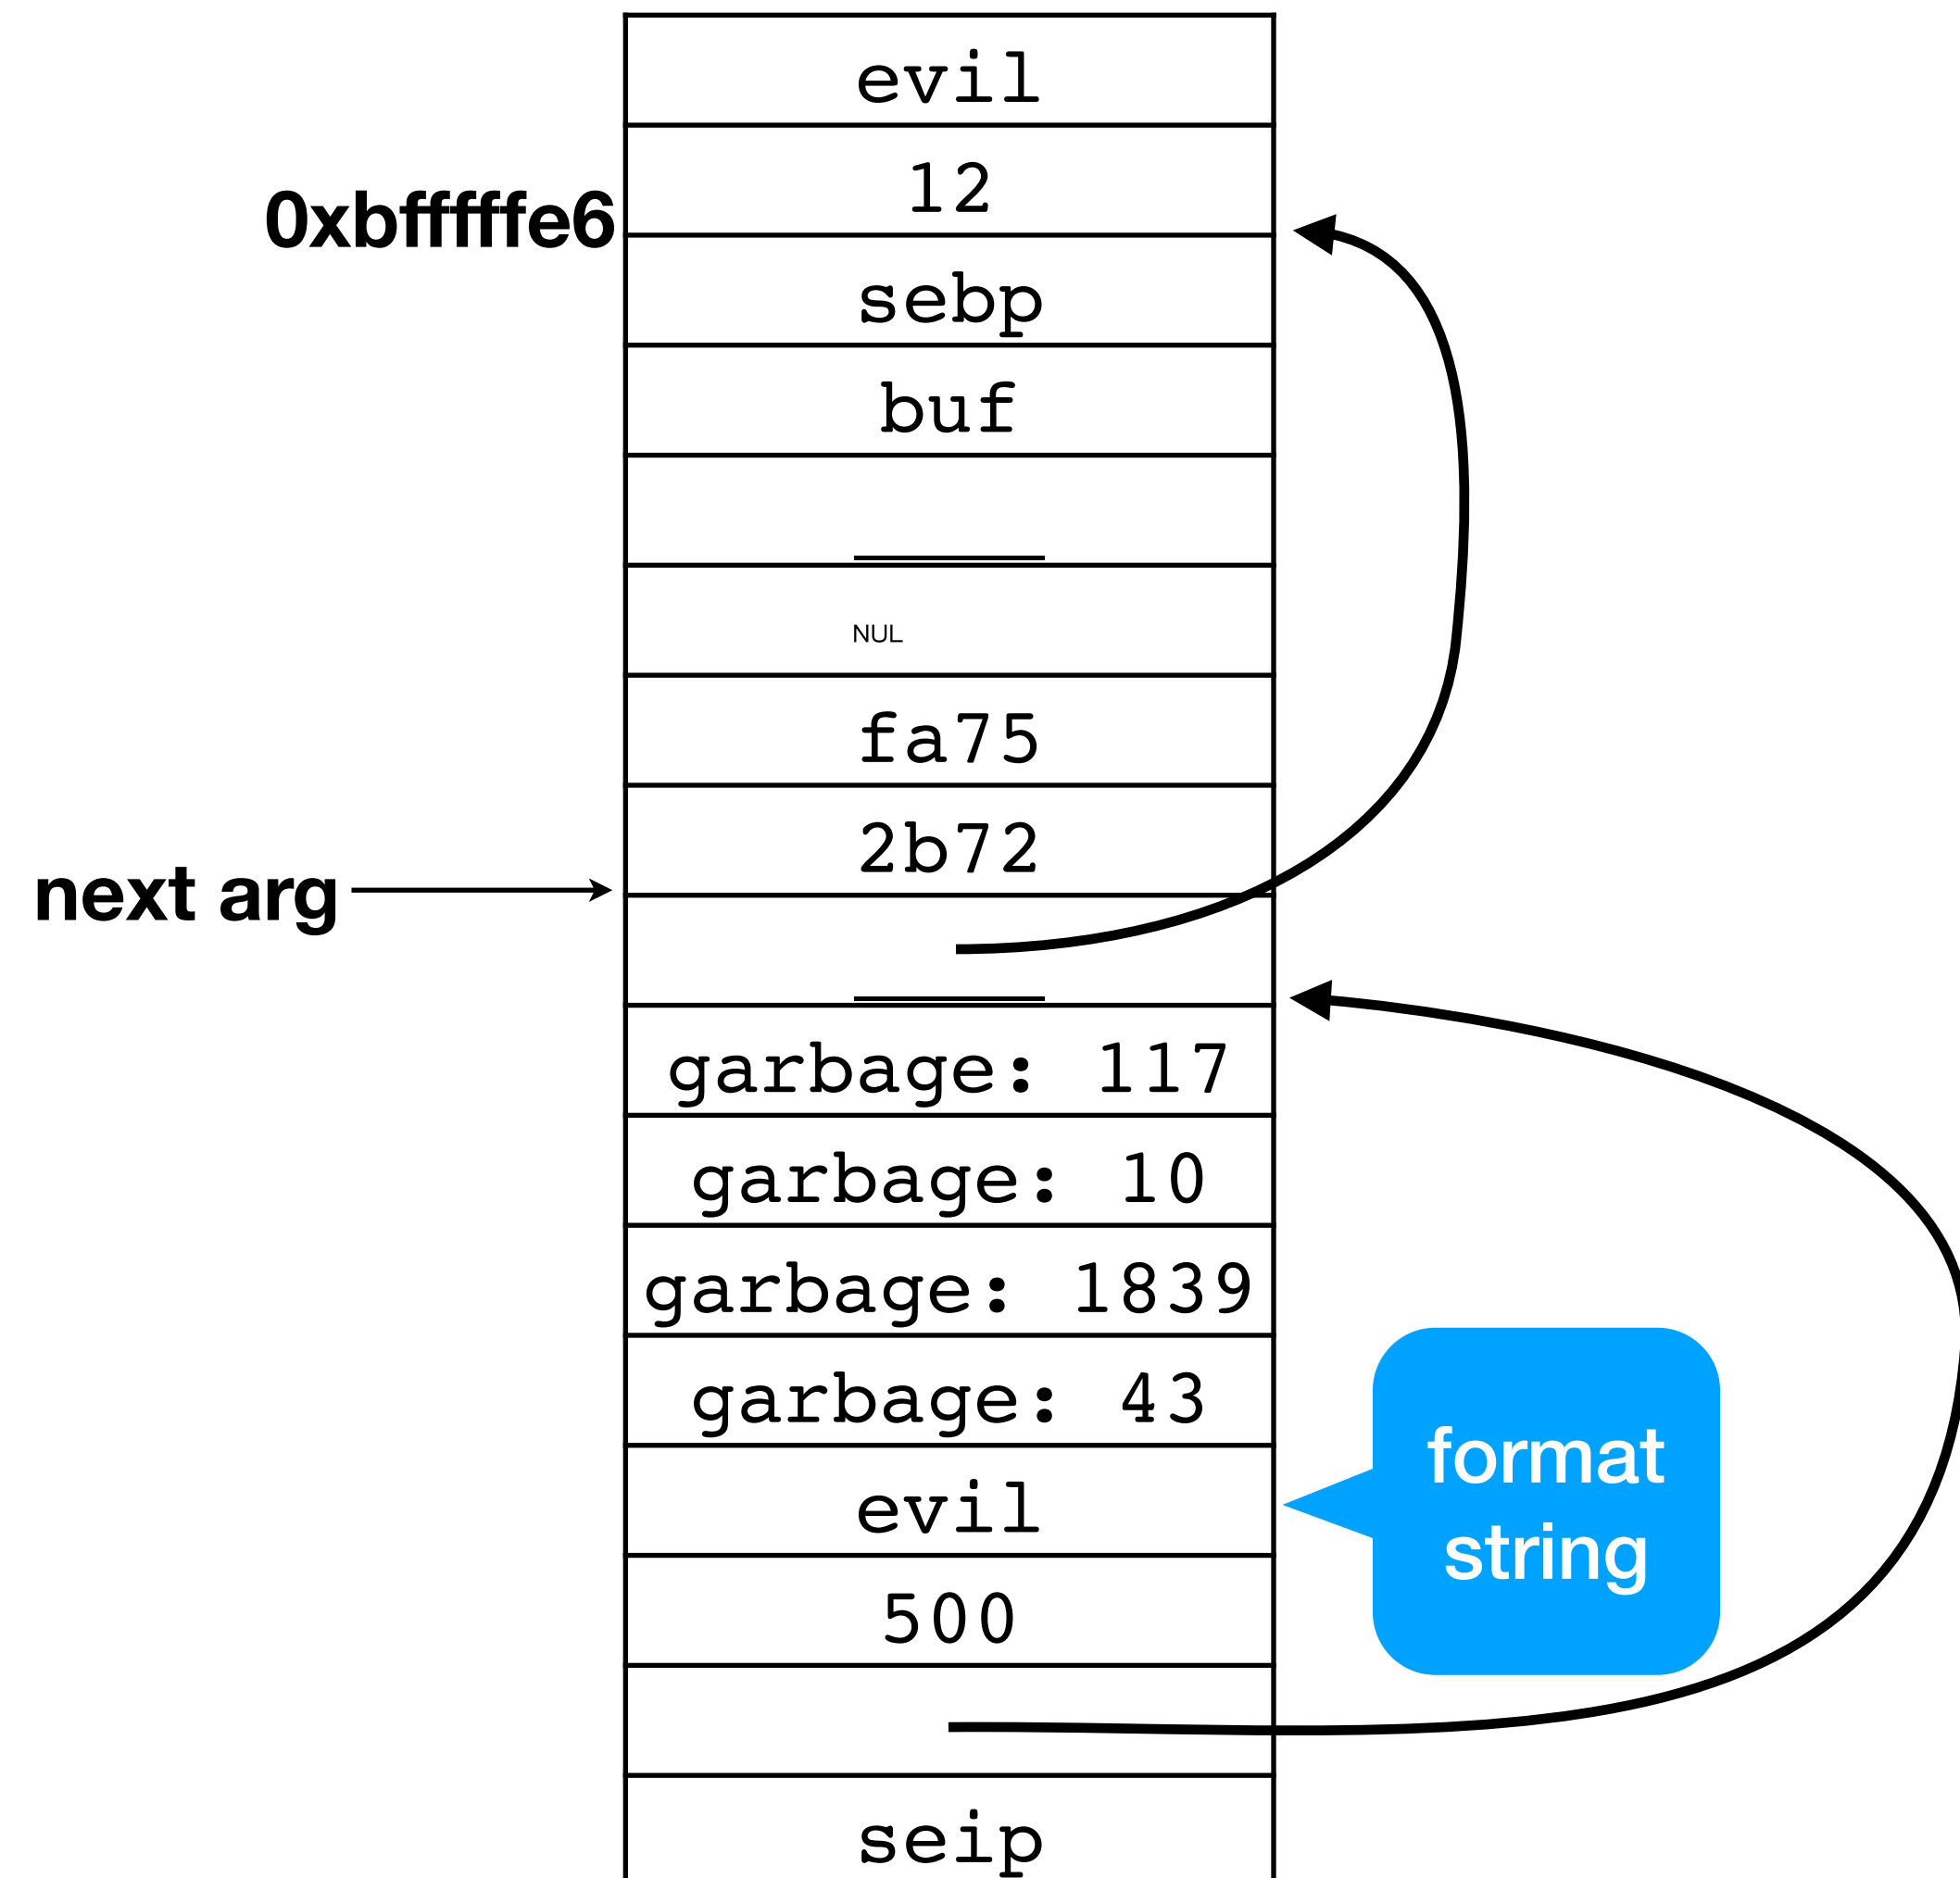 evil
12
0xbfffffe6
sebp
buf
NUL
fa75
2b72
next arg
garbage: 117
garbage: 10
garbage: 1839
garbage: 43
evil
format
string
500
seip